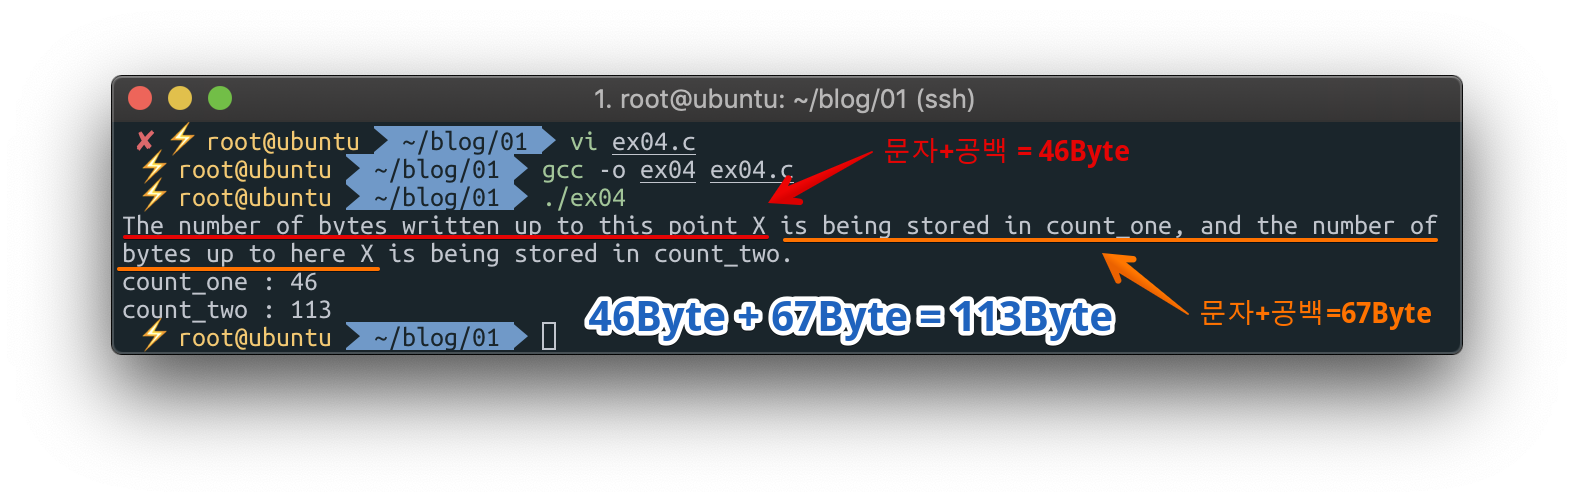 1. root@ubuntu: ~/blog/01 (ssh)
✘ ⚡ root@ubuntu ~/blog/01 vi ex04.c
문자+공백 = 46Byte
⚡ root@ubuntu ~/blog/01 gcc -o ex04 ex04.c
⚡ root@ubuntu ~/blog/01 ./ex04
The number of bytes written up to this point X is being stored in count_one, and the number of
bytes up to here X is being stored in count_two.
count_one : 46
count_two : 113
46Byte + 67Byte = 113Byte
문자+공백=67Byte
⚡ root@ubuntu ~/blog/01